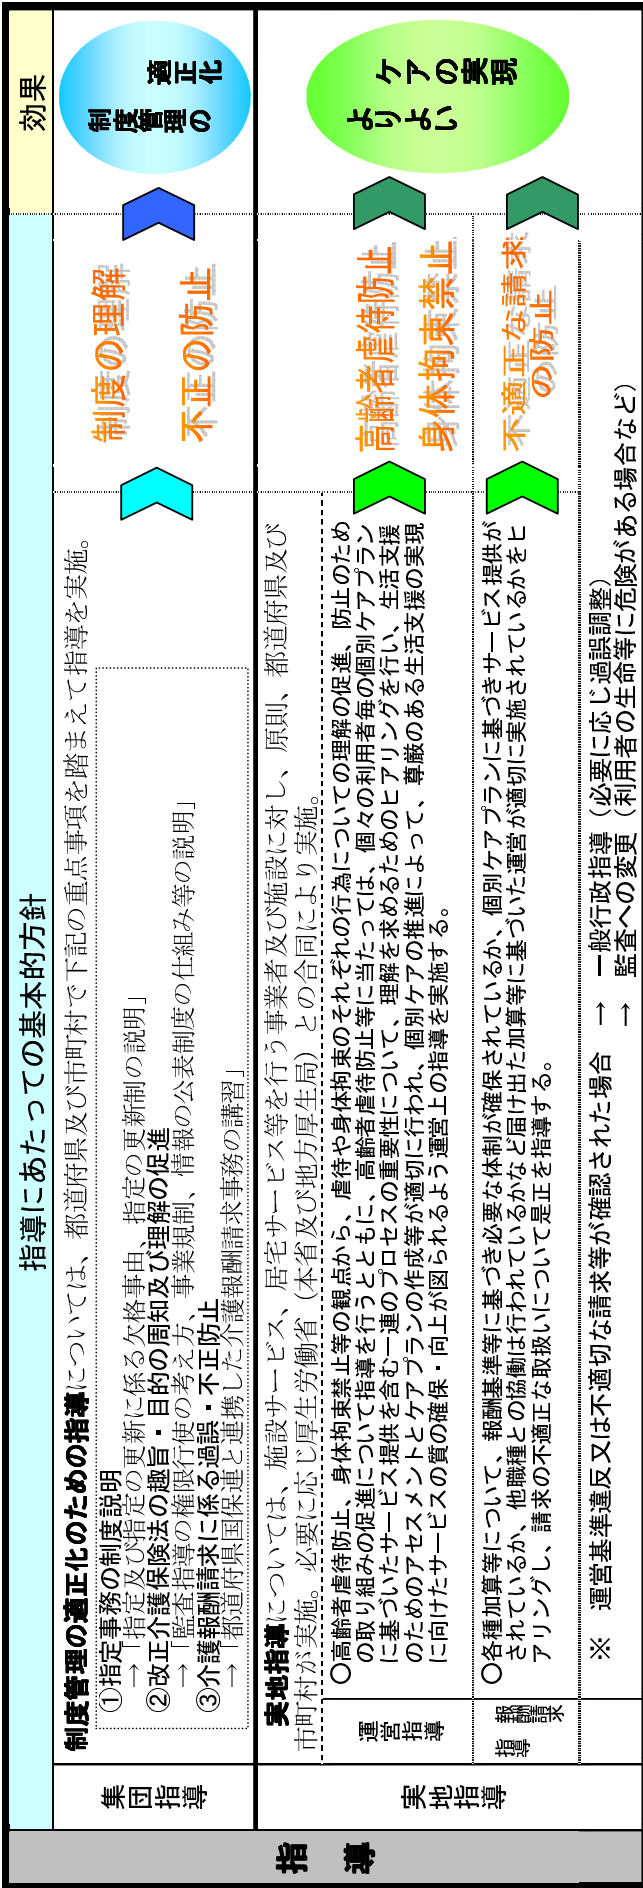 指導にあたっての基本的方針
効果
指　導
集団指導
制度管理の適正化のための指導については、都道府県及び市町村で下記の重点事項を踏まえて指導を実施。
①指定事務の制度説明
→「指定及び指定の更新に係る欠格事由、指定の更新制の説明」
②改正介護保険法の趣旨・目的の周知及び理解の促進
→「監査指導の権限行使の考え方、事業規制、情報の公表制度の仕組み等の説明」
③介護報酬請求に係る過誤・不正防止
→「都道府県国保連と連携した介護報酬請求事務の講習」
制度の理解
不正の防止
制度管理の
適正化
実地指導
実地指導については、施設サービス、居宅サービス等を行う事業者及び施設に対し、原則、都道府県及び
市町村が実施。必要に応じ厚生労働省（本省及び地方厚生局）との合同により実施。
運営
指導
○高齢者虐待防止、身体拘束禁止等の観点から、虐待や身体拘束のそれぞれの行為についての理解の促進、防止のため
の取り組みの促進について指導を行うとともに、高齢者虐待防止等に当たっては、個々の利用者毎の個別ケアプラン
に基づいたサービス提供を含む一連のプロセスの重要性について、理解を求めるためのヒアリングを行い、生活支援
のためのアセスメントとケアプランの作成等が適切に行われ、個別ケアの推進によって、尊厳のある生活支援の実現
に向けたサービスの質の確保・向上が図られるよう運営上の指導を実施する。
高齢者虐待防止
身体拘束禁止
よりよい
ケアの実現
報酬請求
指導
○各種加算等について、報酬基準等に基づき必要な体制が確保されているか、個別ケアプランに基づきサービス提供が
されているか、他職種との協働は行われているかなど届け出た加算等に基づいた運営が適切に実施されているかをヒ
アリングし、請求の不適正な取扱いについて是正を指導する。
不適正な請求
の防止
※　運営基準違反又は不適切な請求等が確認された場合　→　一般行政指導（必要に応じ過誤調整）
→　監査への変更（利用者の生命等に危険がある場合など）